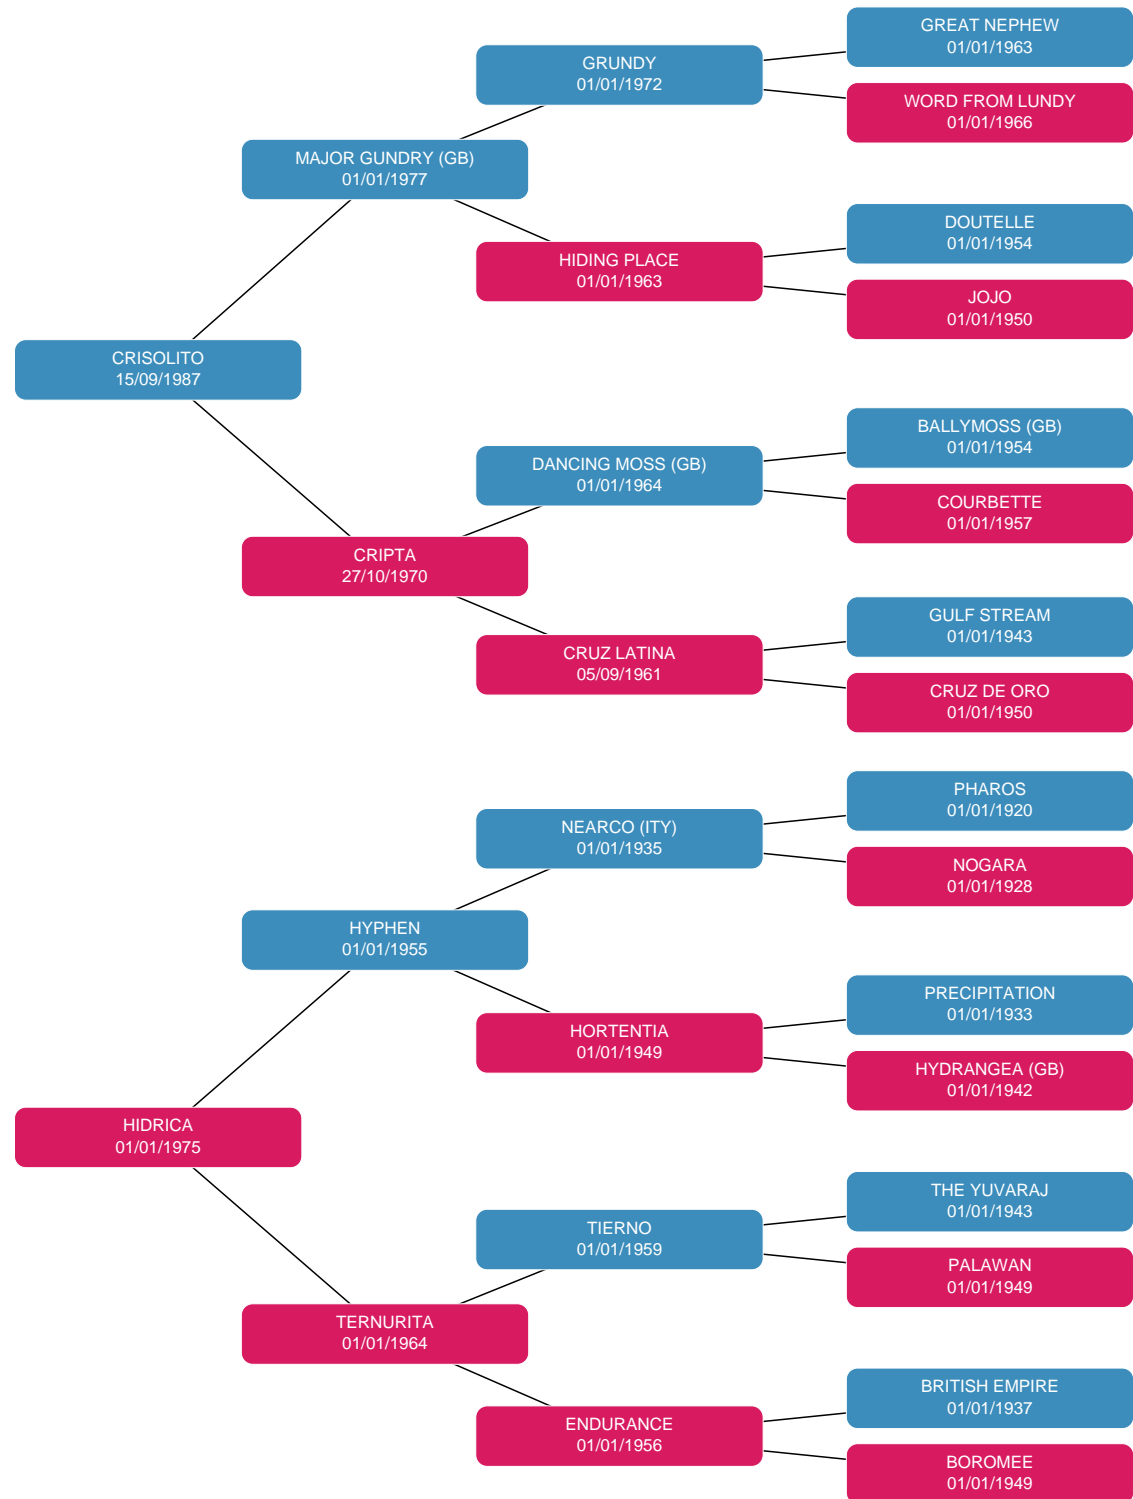 GREAT NEPHEW
01/01/1963
GRUNDY
01/01/1972
WORD FROM LUNDY
01/01/1966
MAJOR GUNDRY (GB)
01/01/1977
DOUTELLE
01/01/1954
HIDING PLACE
01/01/1963
JOJO
01/01/1950
CRISOLITO
15/09/1987
BALLYMOSS (GB)
01/01/1954
DANCING MOSS (GB)
01/01/1964
COURBETTE
01/01/1957
CRIPTA
27/10/1970
GULF STREAM
01/01/1943
CRUZ LATINA
05/09/1961
CRUZ DE ORO
01/01/1950
PHAROS
01/01/1920
NEARCO (ITY)
01/01/1935
NOGARA
01/01/1928
HYPHEN
01/01/1955
PRECIPITATION
01/01/1933
HORTENTIA
01/01/1949
HYDRANGEA (GB)
01/01/1942
HIDRICA
01/01/1975
THE YUVARAJ
01/01/1943
TIERNO
01/01/1959
PALAWAN
01/01/1949
TERNURITA
01/01/1964
BRITISH EMPIRE
01/01/1937
ENDURANCE
01/01/1956
BOROMEE
01/01/1949